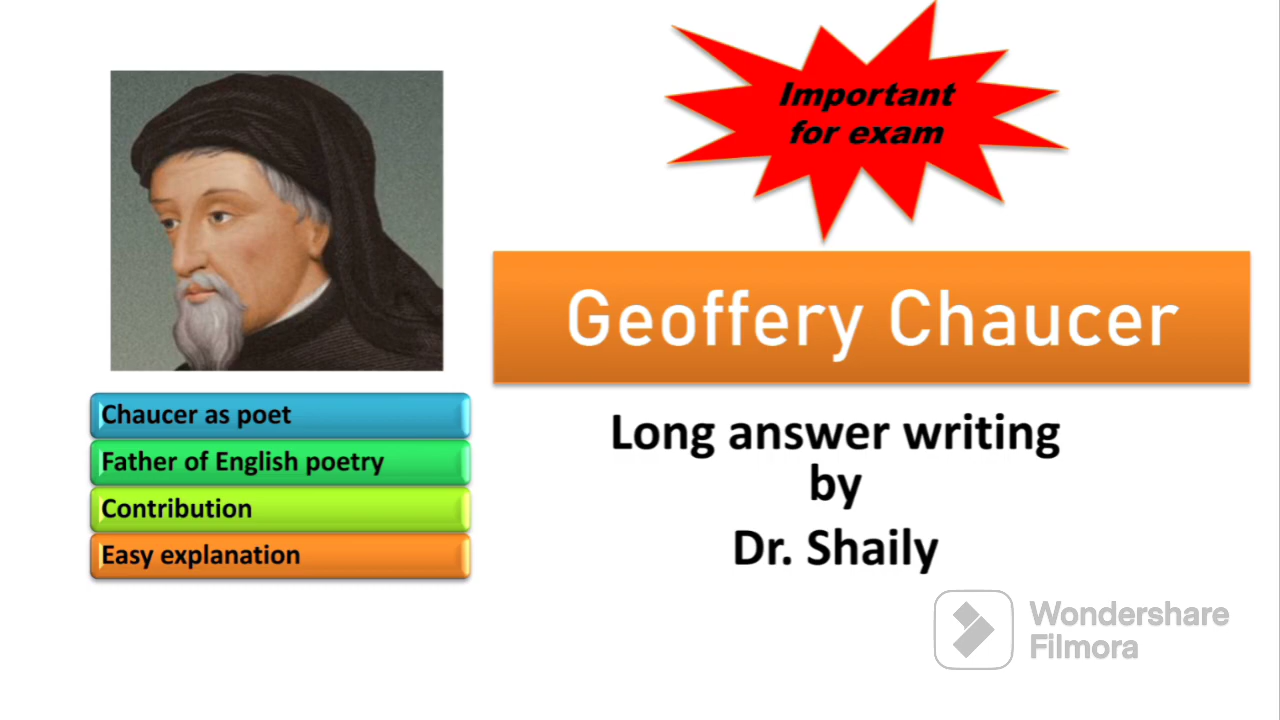 Important
for exam
Geoffery Chaucer
Chaucer as poet
Father of English poetry
Contribution
Easy explanation
Long answer writing
by
Dr. Shaily
Wondershare
Filmora